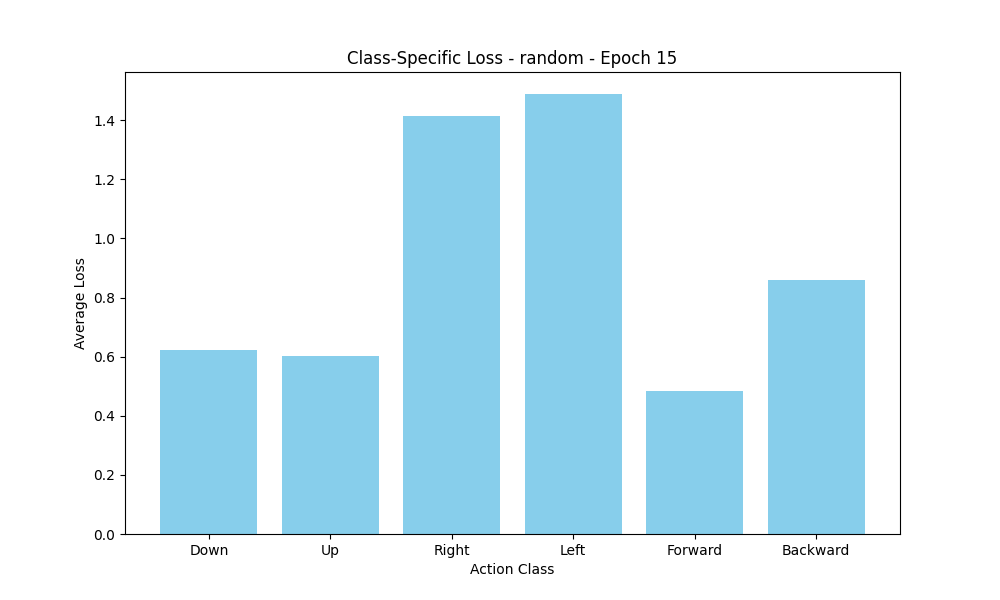 Class-Specific Loss - random - Epoch 15
Average Loss
1.4
1.2
1.0
0.8
0.6
0.4
0.2
0.0
Down Up Right Left Forward Backward
Action Class